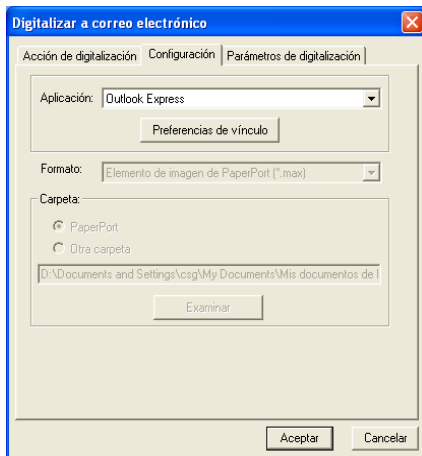 Digitalizar a correo electrónico
Acción de digitalización Configuración Parámetros de digitalización
Aplicación: Outlook Express
Preferencias de vínculo
Formato: Elemento de imagen de PaperPort (*.max)
Carpeta:
PaperPort
Otra carpeta
D:\Documents and Settings\csg\My Documents\Mis documentos de I
Examinar
Aceptar Cancelar